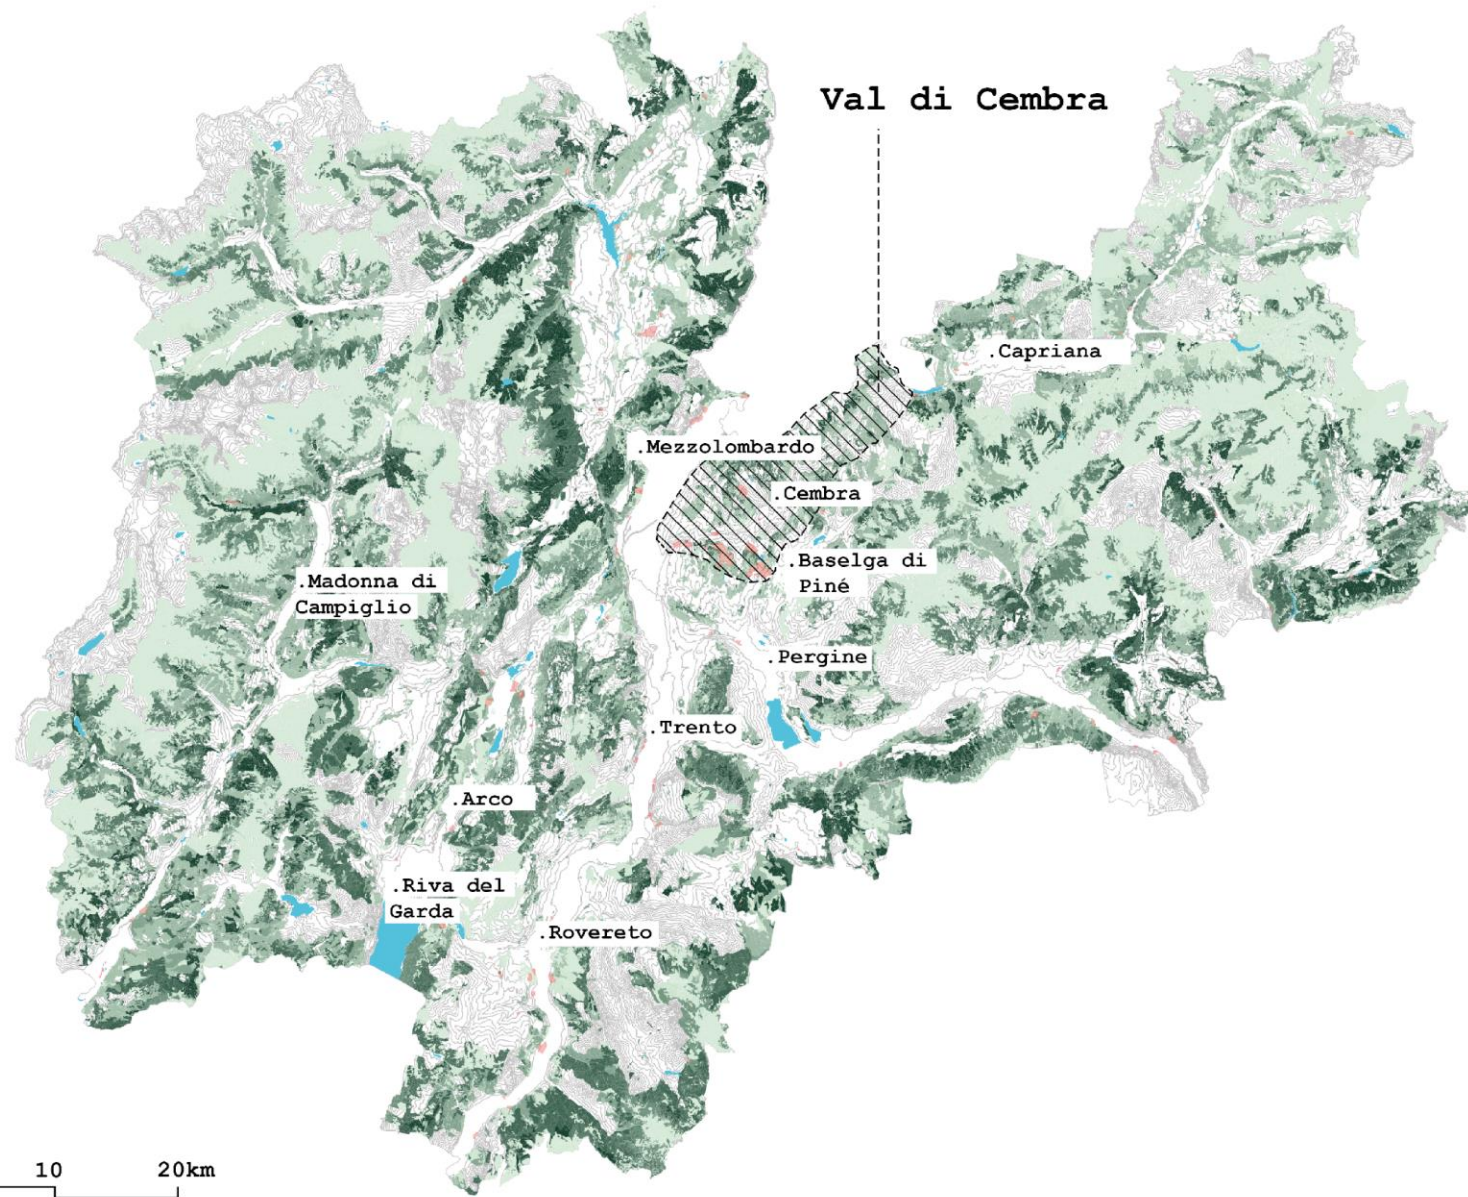 Val di Cembra
.Capriana
.Mezzolombardo
.Cembra
.Baselga di
Piné
.Madonna di
Campiglio
.Pergine
.Trento
.Arco
.Riva del
Garda
.Rovereto
10 20km